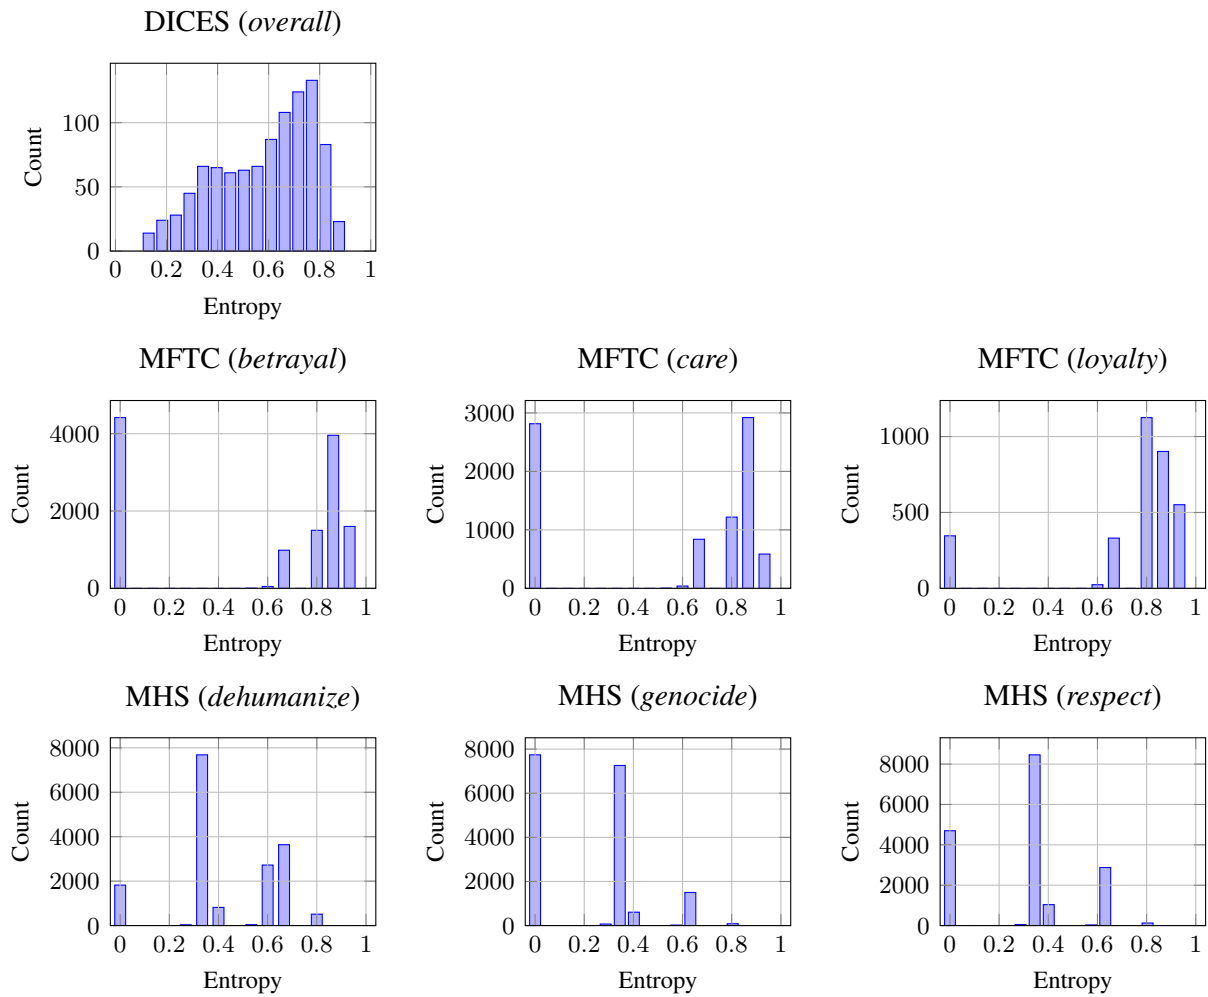 DICES (overall)
Count
100
50
0
0 0.2 0.4 0.6 0.8 1
Entropy
MFTC (betrayal)
Count
4000
2000
0
0 0.2 0.4 0.6 0.8 1
Entropy
MFTC (care)
Count
3000
2000
1000
0
0 0.2 0.4 0.6 0.8 1
Entropy
MFTC (loyalty)
Count
1000
500
0
0 0.2 0.4 0.6 0.8 1
Entropy
MHS (dehumanize)
Count
8000
6000
4000
2000
0
0 0.2 0.4 0.6 0.8 1
Entropy
MHS (genocide)
Count
8000
6000
4000
2000
0
0 0.2 0.4 0.6 0.8 1
Entropy
MHS (respect)
Count
8000
6000
4000
2000
0
0 0.2 0.4 0.6 0.8 1
Entropy